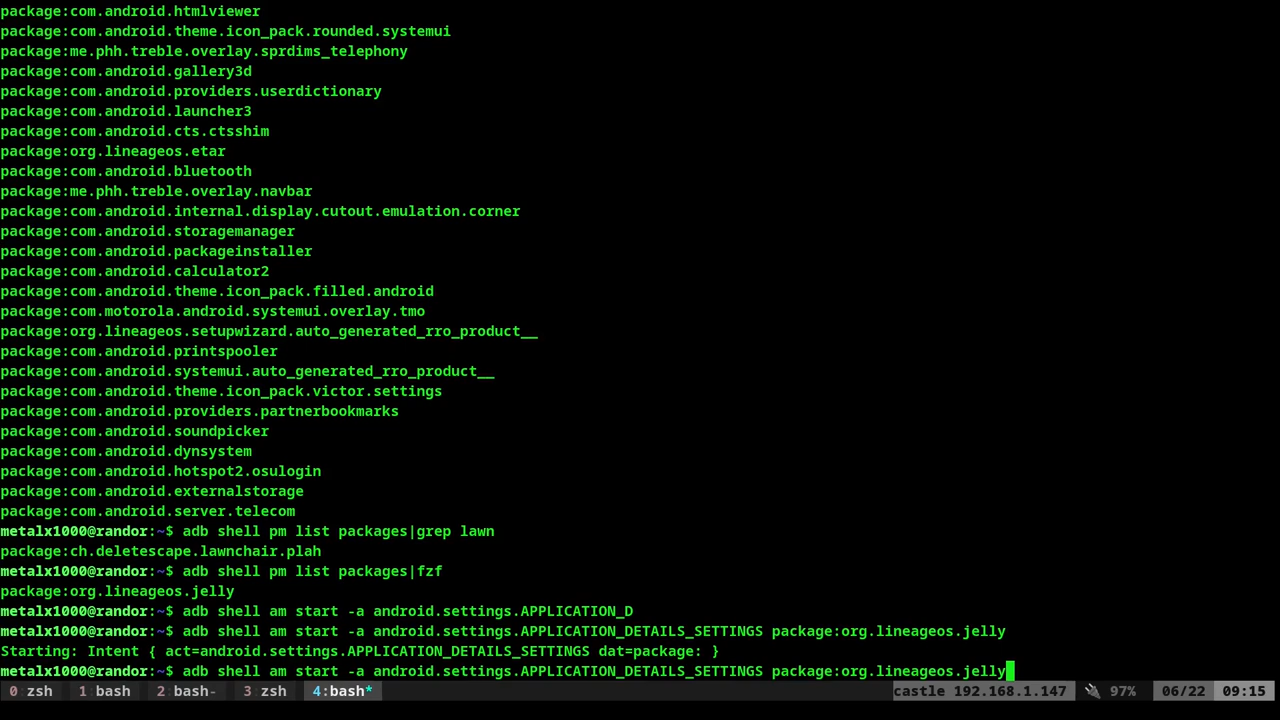 package:com.android.htmlviewer
package:com.android.theme.icon_pack.rounded.systemui
package:me.phh.treble.overlay.sprdims_telephony
package:com.android.gallery3d
package:com.android.providers.userdictionary
package:com.android.launcher3
package:com.android.cts.ctsshim
package:org.lineageos.etar
package:com.android.bluetooth
package:me.phh.treble.overlay.navbar
package:com.android.internal.display.cutout.emulation.corner
package:com.android.storagemanager
package:com.android.packageinstaller
package:com.android.calculator2
package:com.android.theme.icon_pack.filled.android
package:com.motorola.android.systemui.overlay.tmo
package:org.lineageos.setupwizard.auto_generated_rro_product__
package:com.android.printspooler
package:com.android.systemui.auto_generated_rro_product__
package:com.android.theme.icon_pack.victor.settings
package:com.android.providers.partnerbookmarks
package:com.android.soundpicker
package:com.android.dynsystem
package:com.android.hotspot2.osulogin
package:com.android.externalstorage
package:com.android.server.telecom
metalx1000@randor:~$ adb shell pm list packages|grep lawn
package:ch.deletescape.lawnchair.plah
metalx1000@randor:~$ adb shell pm list packages|fzf
package:org.lineageos.jelly
metalx1000@randor:~$ adb shell am start -a android.settings.APPLICATION_D
metalx1000@randor:~$ adb shell am start -a android.settings.APPLICATION_DETAILS_SETTINGS package:org.lineageos.jelly
Starting: Intent { act=android.settings.APPLICATION_DETAILS_SETTINGS dat=package: }
metalx1000@randor:~$ adb shell am start -a android.settings.APPLICATION_DETAILS_SETTINGS package:org.lineageos.jelly
0 zsh 1 bash 2 bash- 3 zsh 4:bash* castle 192.168.1.147 🔌 97% 06/22 09:15